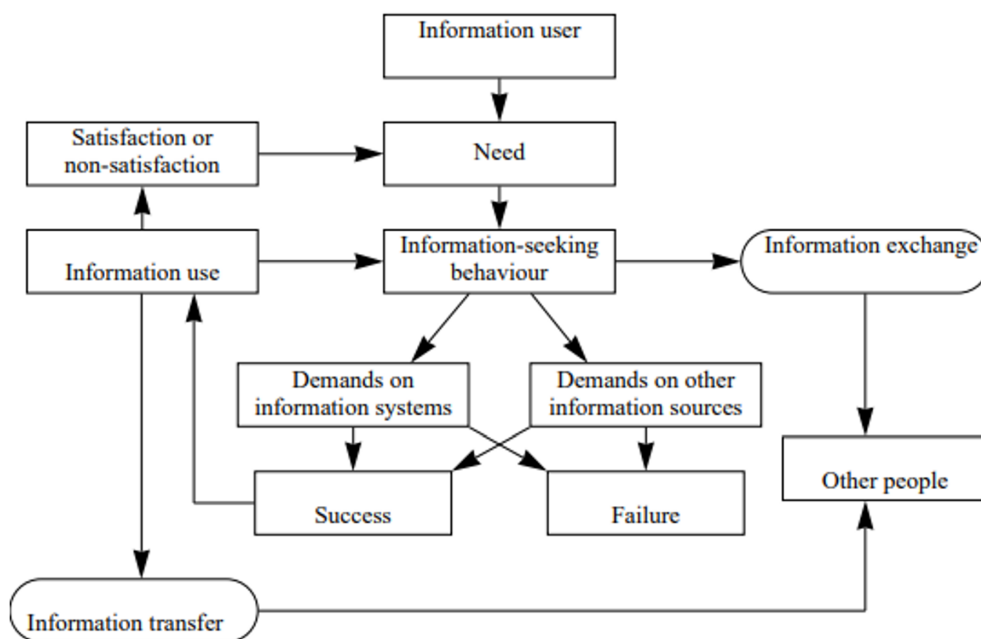 Information user
Satisfaction or
non-satisfaction
Need
Information use
Information-seeking
behaviour
Information exchange
Demands on
information systems
Demands on other
information sources
Success
Failure
Other people
Information transfer